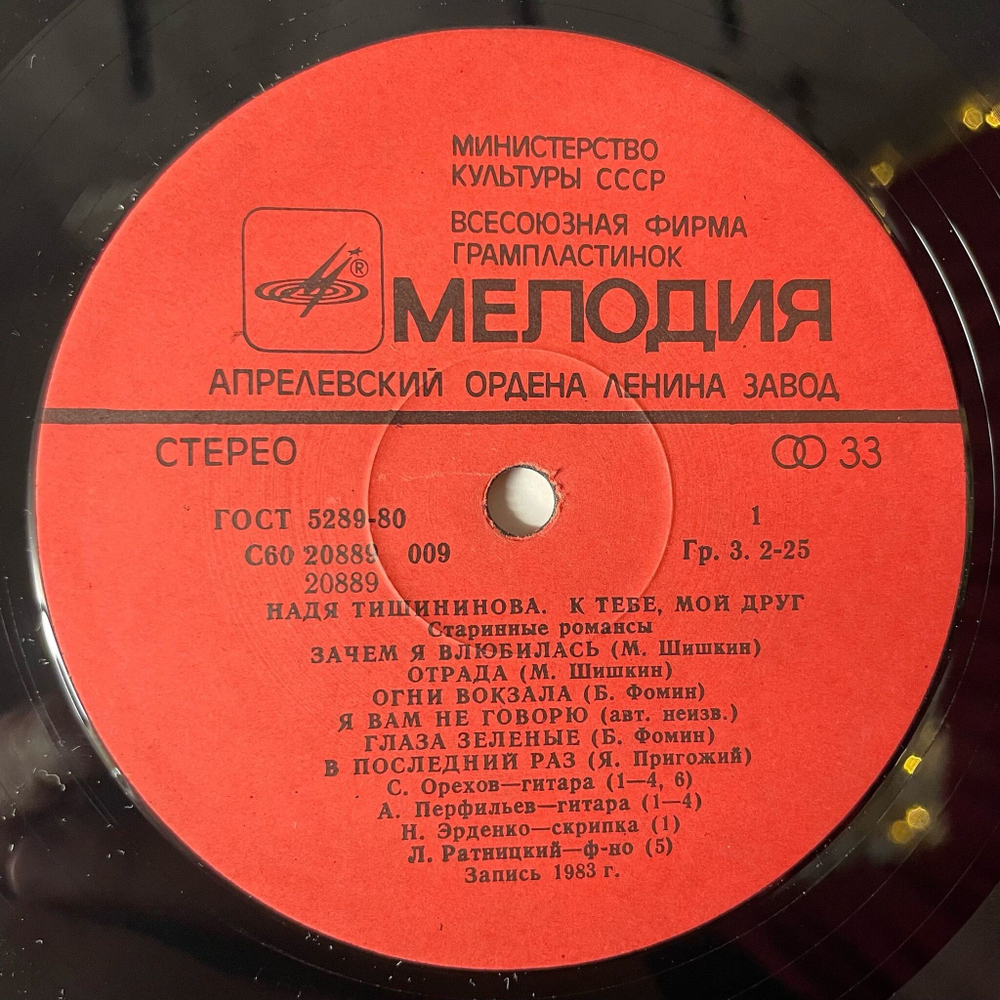 МИНИСТЕРСТВО
КУЛЬТУРЫ СССР
ВСЕСОЮЗНАЯ ФИРМА
ГРАМПЛАСТИНОК
®
МЕЛОДИЯ
АПРЕЛЕВСКИЙ ОРДЕНА ЛЕНИНА ЗАВОД
СТЕРЕО 33
ГОСТ 5289-80 1
С60 20889 009 Гр. 3. 2-25
20889
НАДЯ ТИШИНИНОВА. К ТЕБЕ, МОЙ ДРУГ
Старинные романсы
ЗАЧЕМ Я ВЛЮБИЛАСЬ (М. Шишкин)
ОТРАДА (М. Шишкин)
ОГНИ ВОКЗАЛА (Б. Фомин)
Я ВАМ НЕ ГОВОРЮ (авт. неизв.)
ГЛАЗА ЗЕЛЕНЫЕ (Б. Фомин)
В ПОСЛЕДНИЙ РАЗ (Я. Пригожий)
С. Орехов—гитара (1—4, 6)
А. Перфильев—гитара (1—4)
Н. Эрденко—скрипка (1)
Л. Ратницкий—ф-но (5)
Запись 1983 г.